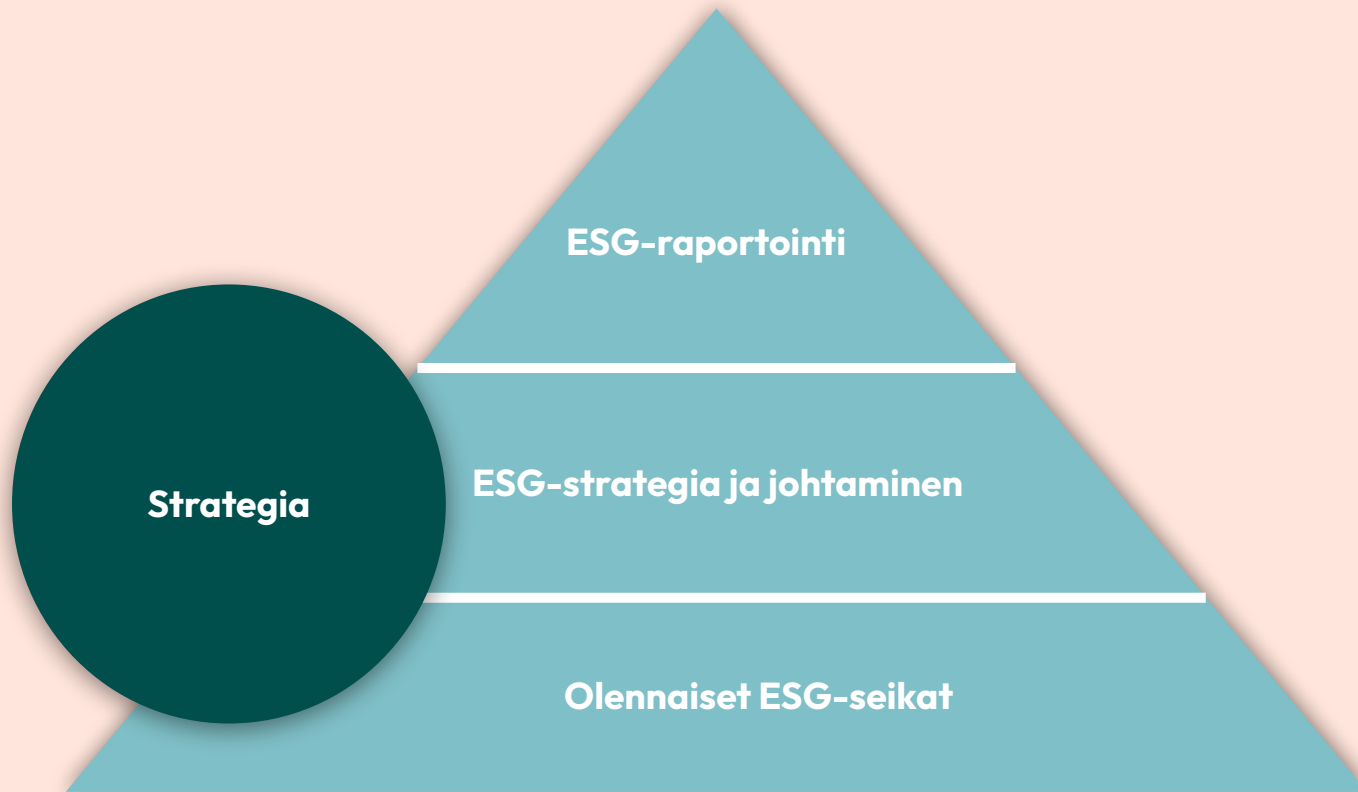 ESG-raportointi
ESG-strategia ja johtaminen
Strategia
Olennaiset ESG-seikat